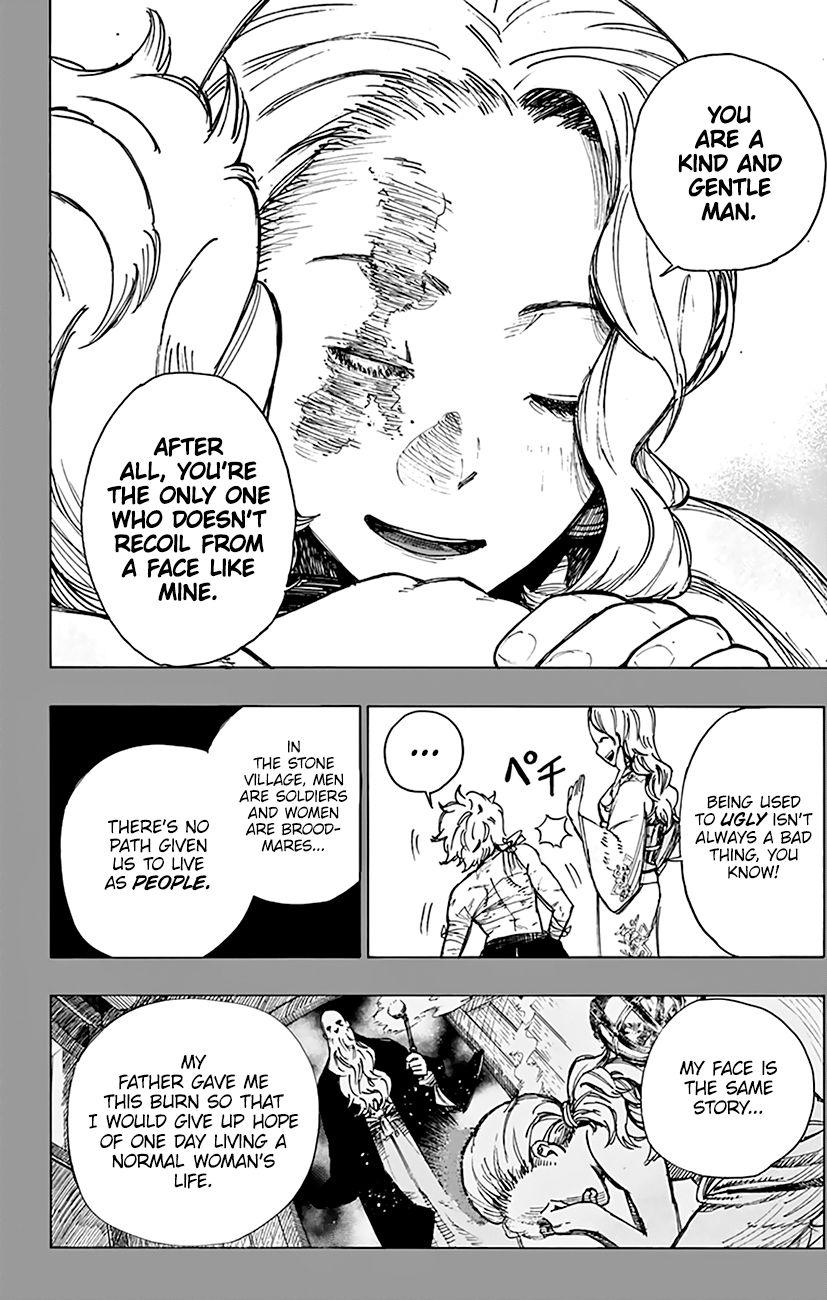 YOU
ARE A
KIND AND
GENTLE
MAN.
AFTER
ALL, YOU'RE
THE ONLY ONE
WHO DOESN'T
RECOIL FROM
A FACE LIKE
MINE.
BEING USED
TO UGLY ISN'T
ALWAYS A BAD
THING, YOU
KNOW!
ペチ
...
IN
THE STONE
VILLAGE, MEN
ARE SOLDIERS
AND WOMEN
ARE BROOD-
MARES...
THERE'S NO
PATH GIVEN
US TO LIVE
AS PEOPLE.
MY FACE IS
THE SAME
STORY...
MY
FATHER GAVE ME
THIS BURN SO THAT
I WOULD GIVE UP HOPE
OF ONE DAY LIVING A
NORMAL WOMAN'S
LIFE.